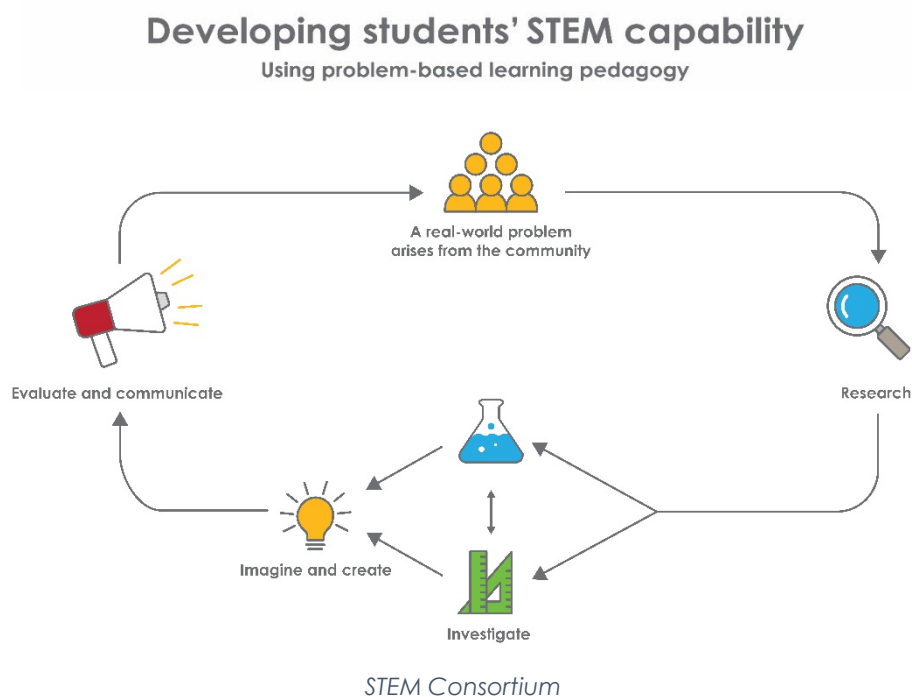 Developing students' STEM capability
Using problem-based learning pedagogy
A real-world problem
arises from the community
Evaluate and communicate
Research
Imagine and create
Investigate
STEM Consortium